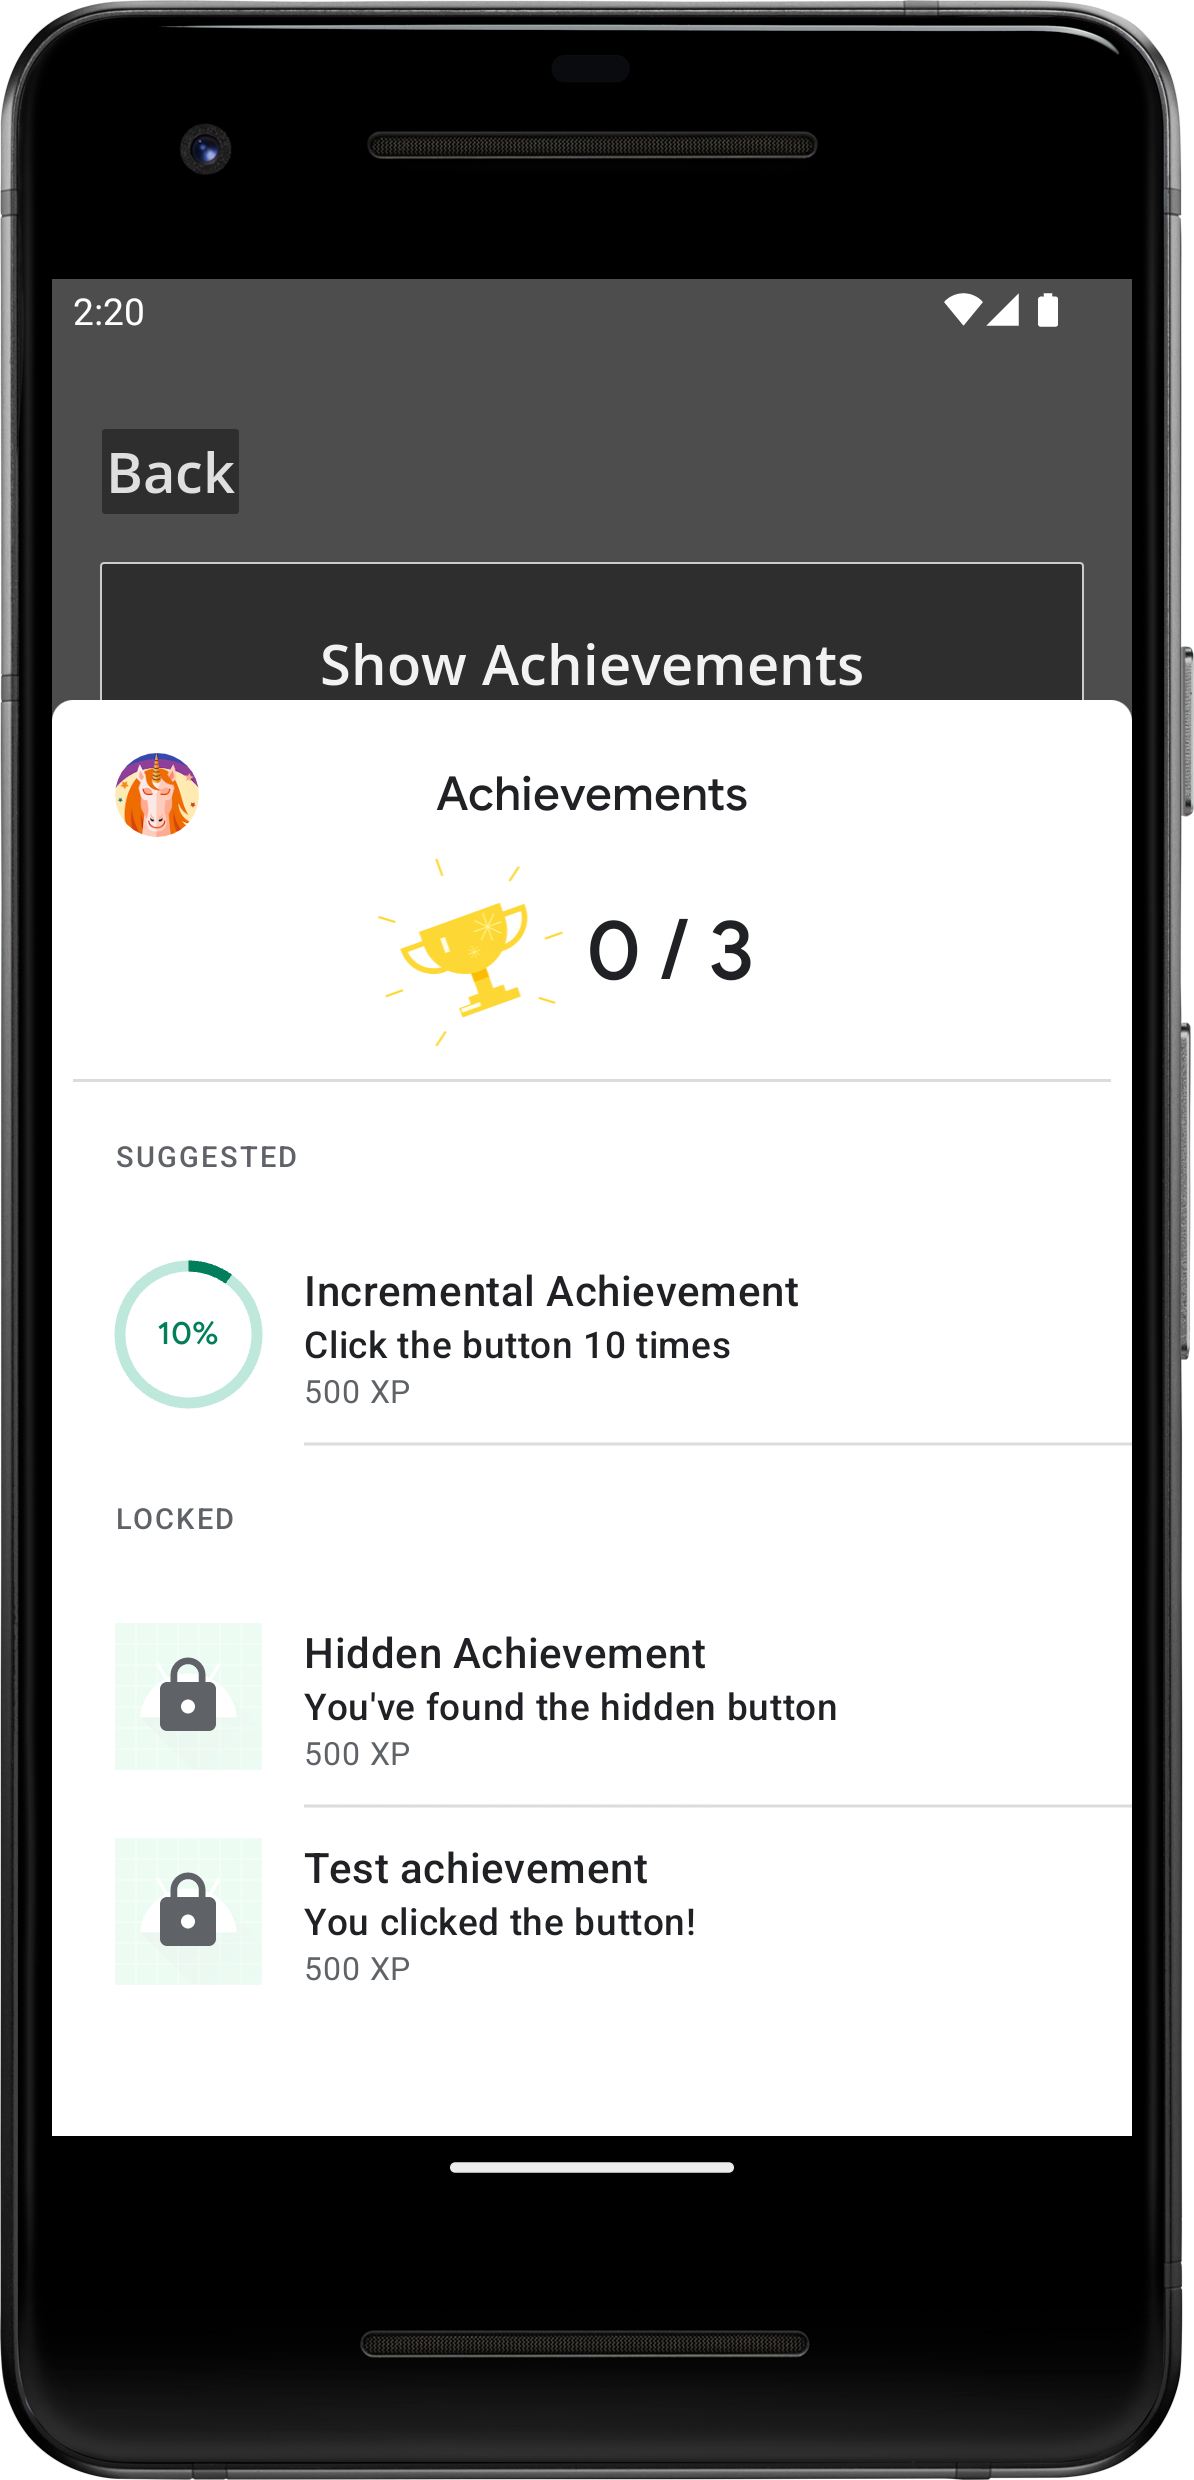 2:20
Back
Show Achievements
Achievements
0 / 3
SUGGESTED
10%
Incremental Achievement
Click the button 10 times
500 XP
LOCKED
Hidden Achievement
You've found the hidden button
500 XP
Test achievement
You clicked the button!
500 XP